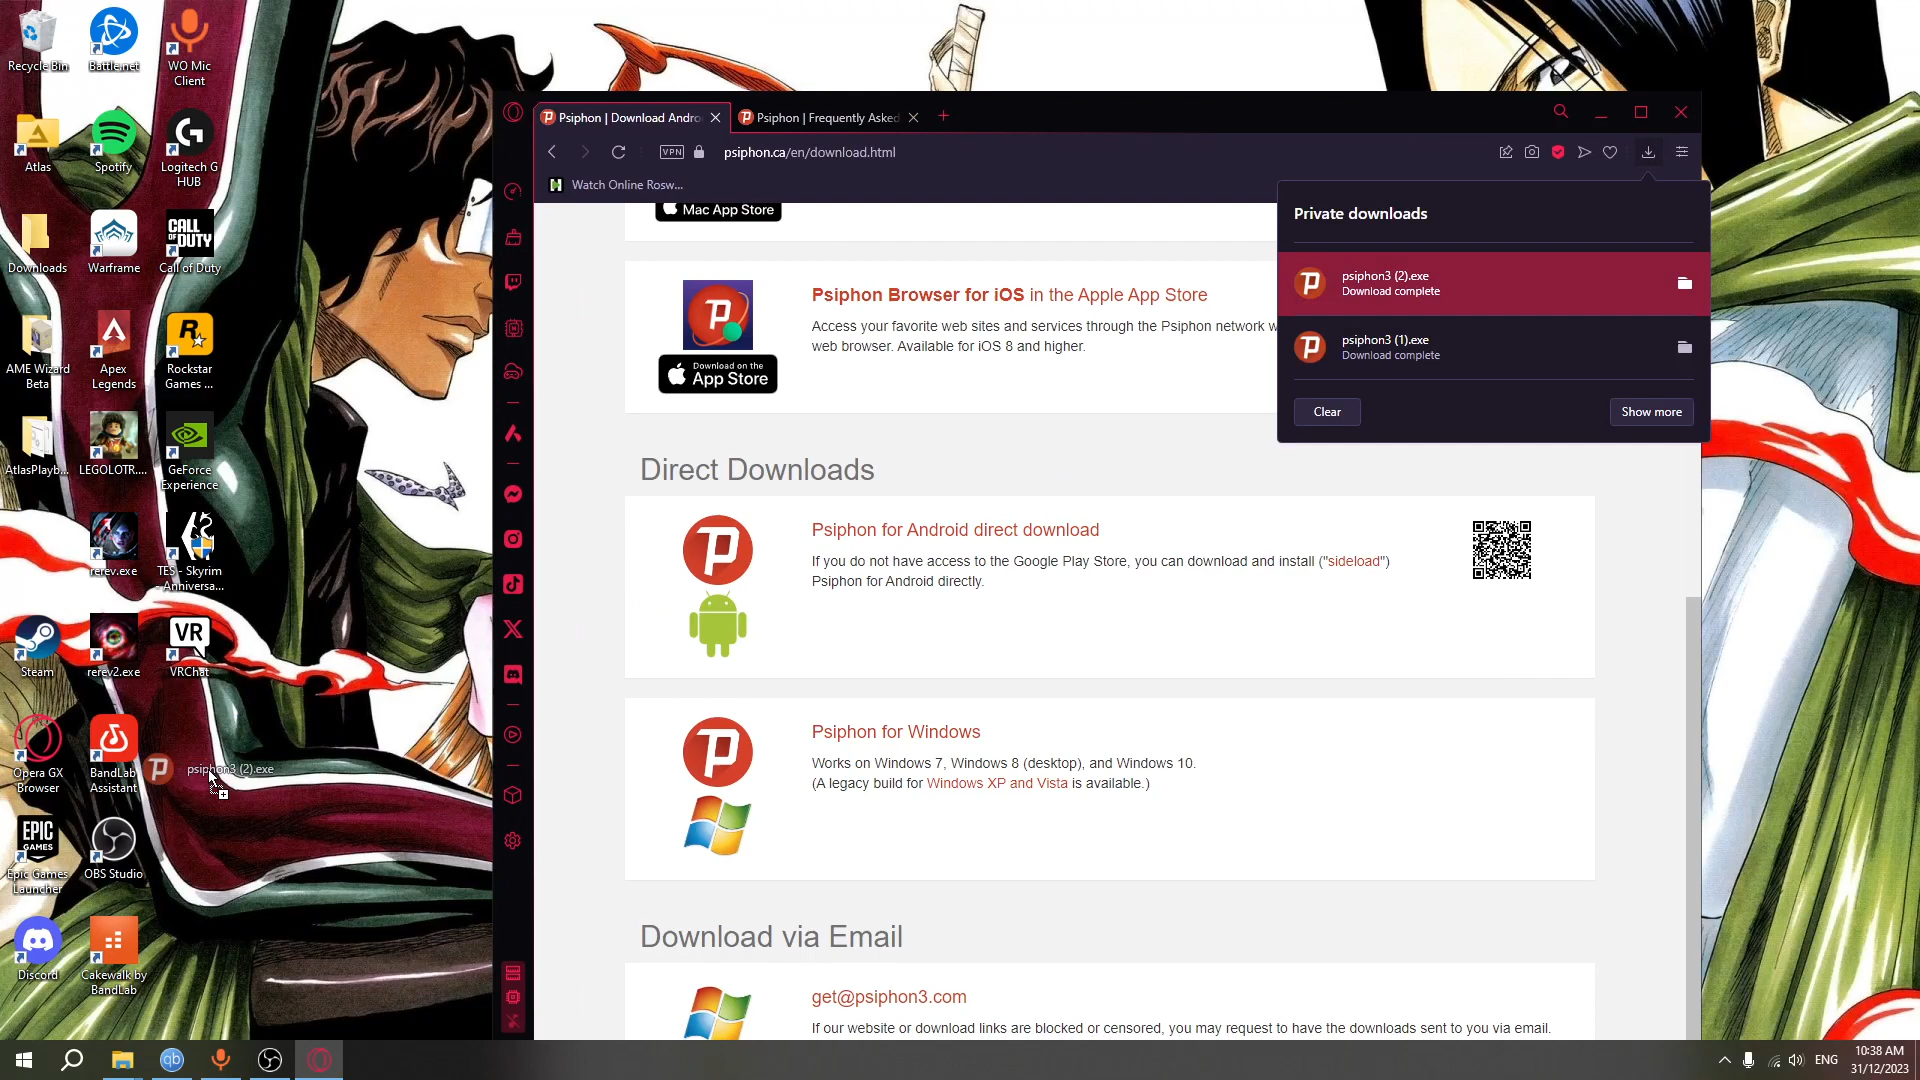 Recycle Bin
Battle.net
WO Mic
Client
Atlas
Spotify
Logitech G
HUB
Downloads
Warframe
CALL OF DUTY
Call of Duty
AME Wizard
Beta
Apex
Legends
Rockstar
Games ...
AtlasPlayb...
LEGOLOTR....
GeForce
Experience
rerev.exe
TES - Skyrim
- Anniversa...
Steam
rerev2.exe
VR
VRChat
Opera GX
Browser
BandLab
Assistant
psiphon3 (2).exe
EPIC
GAMES
Epic Games
Launcher
OBS Studio
Discord
Cakewalk by
BandLab
Psiphon | Download Andro
Psiphon | Frequently Asked
VPN
psiphon.ca/en/download.html
Watch Online Rosw...
Mac App Store
Psiphon Browser for iOS in the Apple App Store
Access your favorite web sites and services through the Psiphon network w
web browser. Available for iOS 8 and higher.
Download on the
App Store
Private downloads
psiphon3 (2).exe
Download complete
psiphon3 (1).exe
Download complete
Clear
Show more
Direct Downloads
Psiphon for Android direct download
If you do not have access to the Google Play Store, you can download and install ("sideload")
Psiphon for Android directly.
Psiphon for Windows
Works on Windows 7, Windows 8 (desktop), and Windows 10.
(A legacy build for Windows XP and Vista is available.)
Download via Email
get@psiphon3.com
If our website or download links are blocked or censored, you may request to have the downloads sent to you via email.
qb
ENG
10:38 AM
31/12/2023